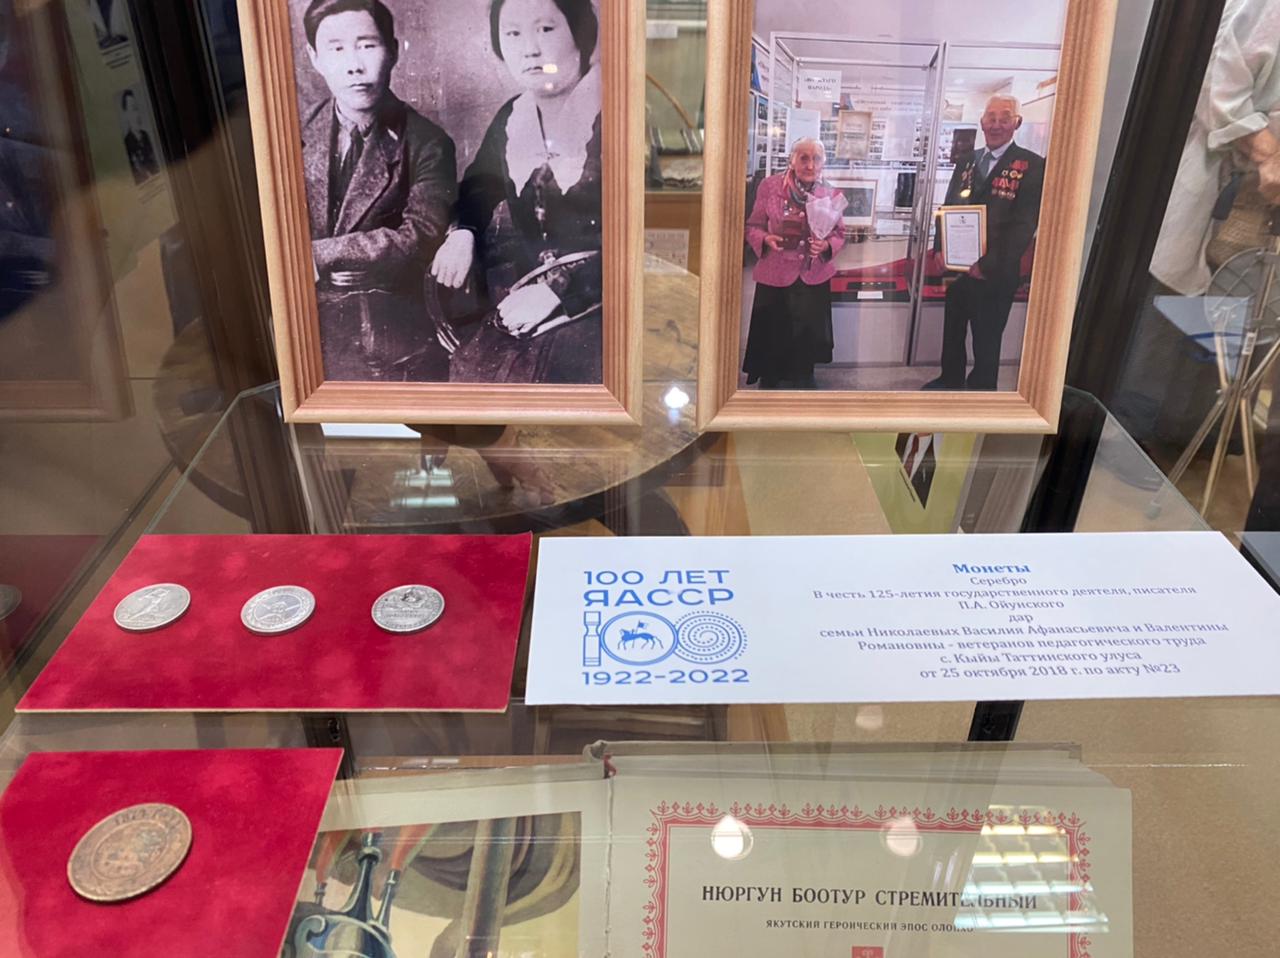 100 ЛЕТ
ЯАССР
1922-2022
Монеты
Серебро
В честь 125-летия государственного деятеля, писателя
П.А. Ойунского
дар
семьи Николаевых Василия Афанасьевича и Валентины
Романовны - ветеранов педагогического труда
с. Кыйы Таттинского улуса
от 25 октября 2018 г. по акту №23
НЮРГУН БООТУР СТРЕМИТЕЛЬНЫЙ
ЯКУТСКИЙ ГЕРОИЧЕСКИЙ ЭПОС ОЛОНХО